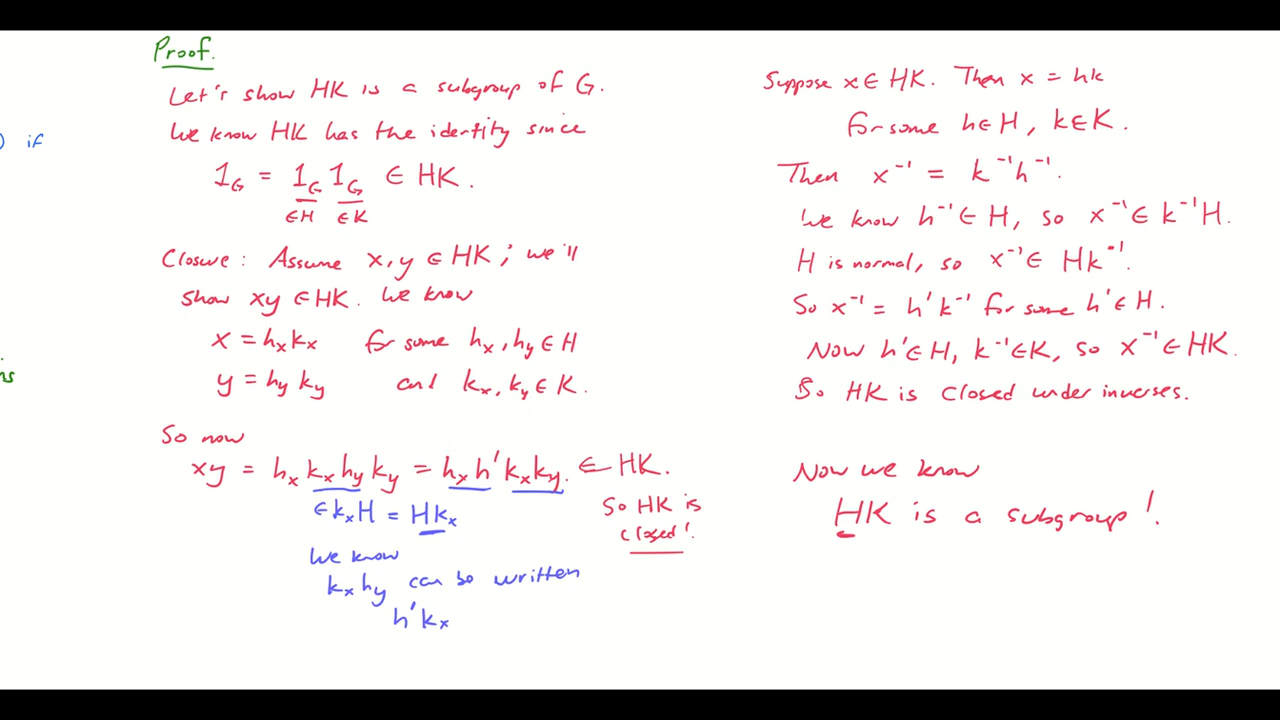 ) if
ns
Proof.
Let's show HK is a subgroup of G.
We know HK has the identity since
1_G = 1_G 1_G ∈ HK.
∈H ∈K
Closure: Assume x, y ∈ HK; we'll
show xy ∈ HK. We know
x = h_x k_x for some h_x, h_y ∈ H
y = h_y k_y and k_x, k_y ∈ K.
So now
xy = h_x k_x h_y k_y = h_x h' k_x k_y. ∈ HK.
∈ k_x H = H k_x
So HK is
closed!
We know
k_x h_y can be written
h' k_x
Suppose x ∈ HK. Then x = hk
for some h ∈ H, k ∈ K.
Then x⁻¹ = k⁻¹h⁻¹.
We know h⁻¹ ∈ H, so x⁻¹ ∈ k⁻¹H.
H is normal, so x⁻¹ ∈ Hk⁻¹.
So x⁻¹ = h'k⁻¹ for some h' ∈ H.
Now h' ∈ H, k⁻¹ ∈ K, so x⁻¹ ∈ HK.
So HK is closed under inverses.
Now we know
HK is a subgroup!